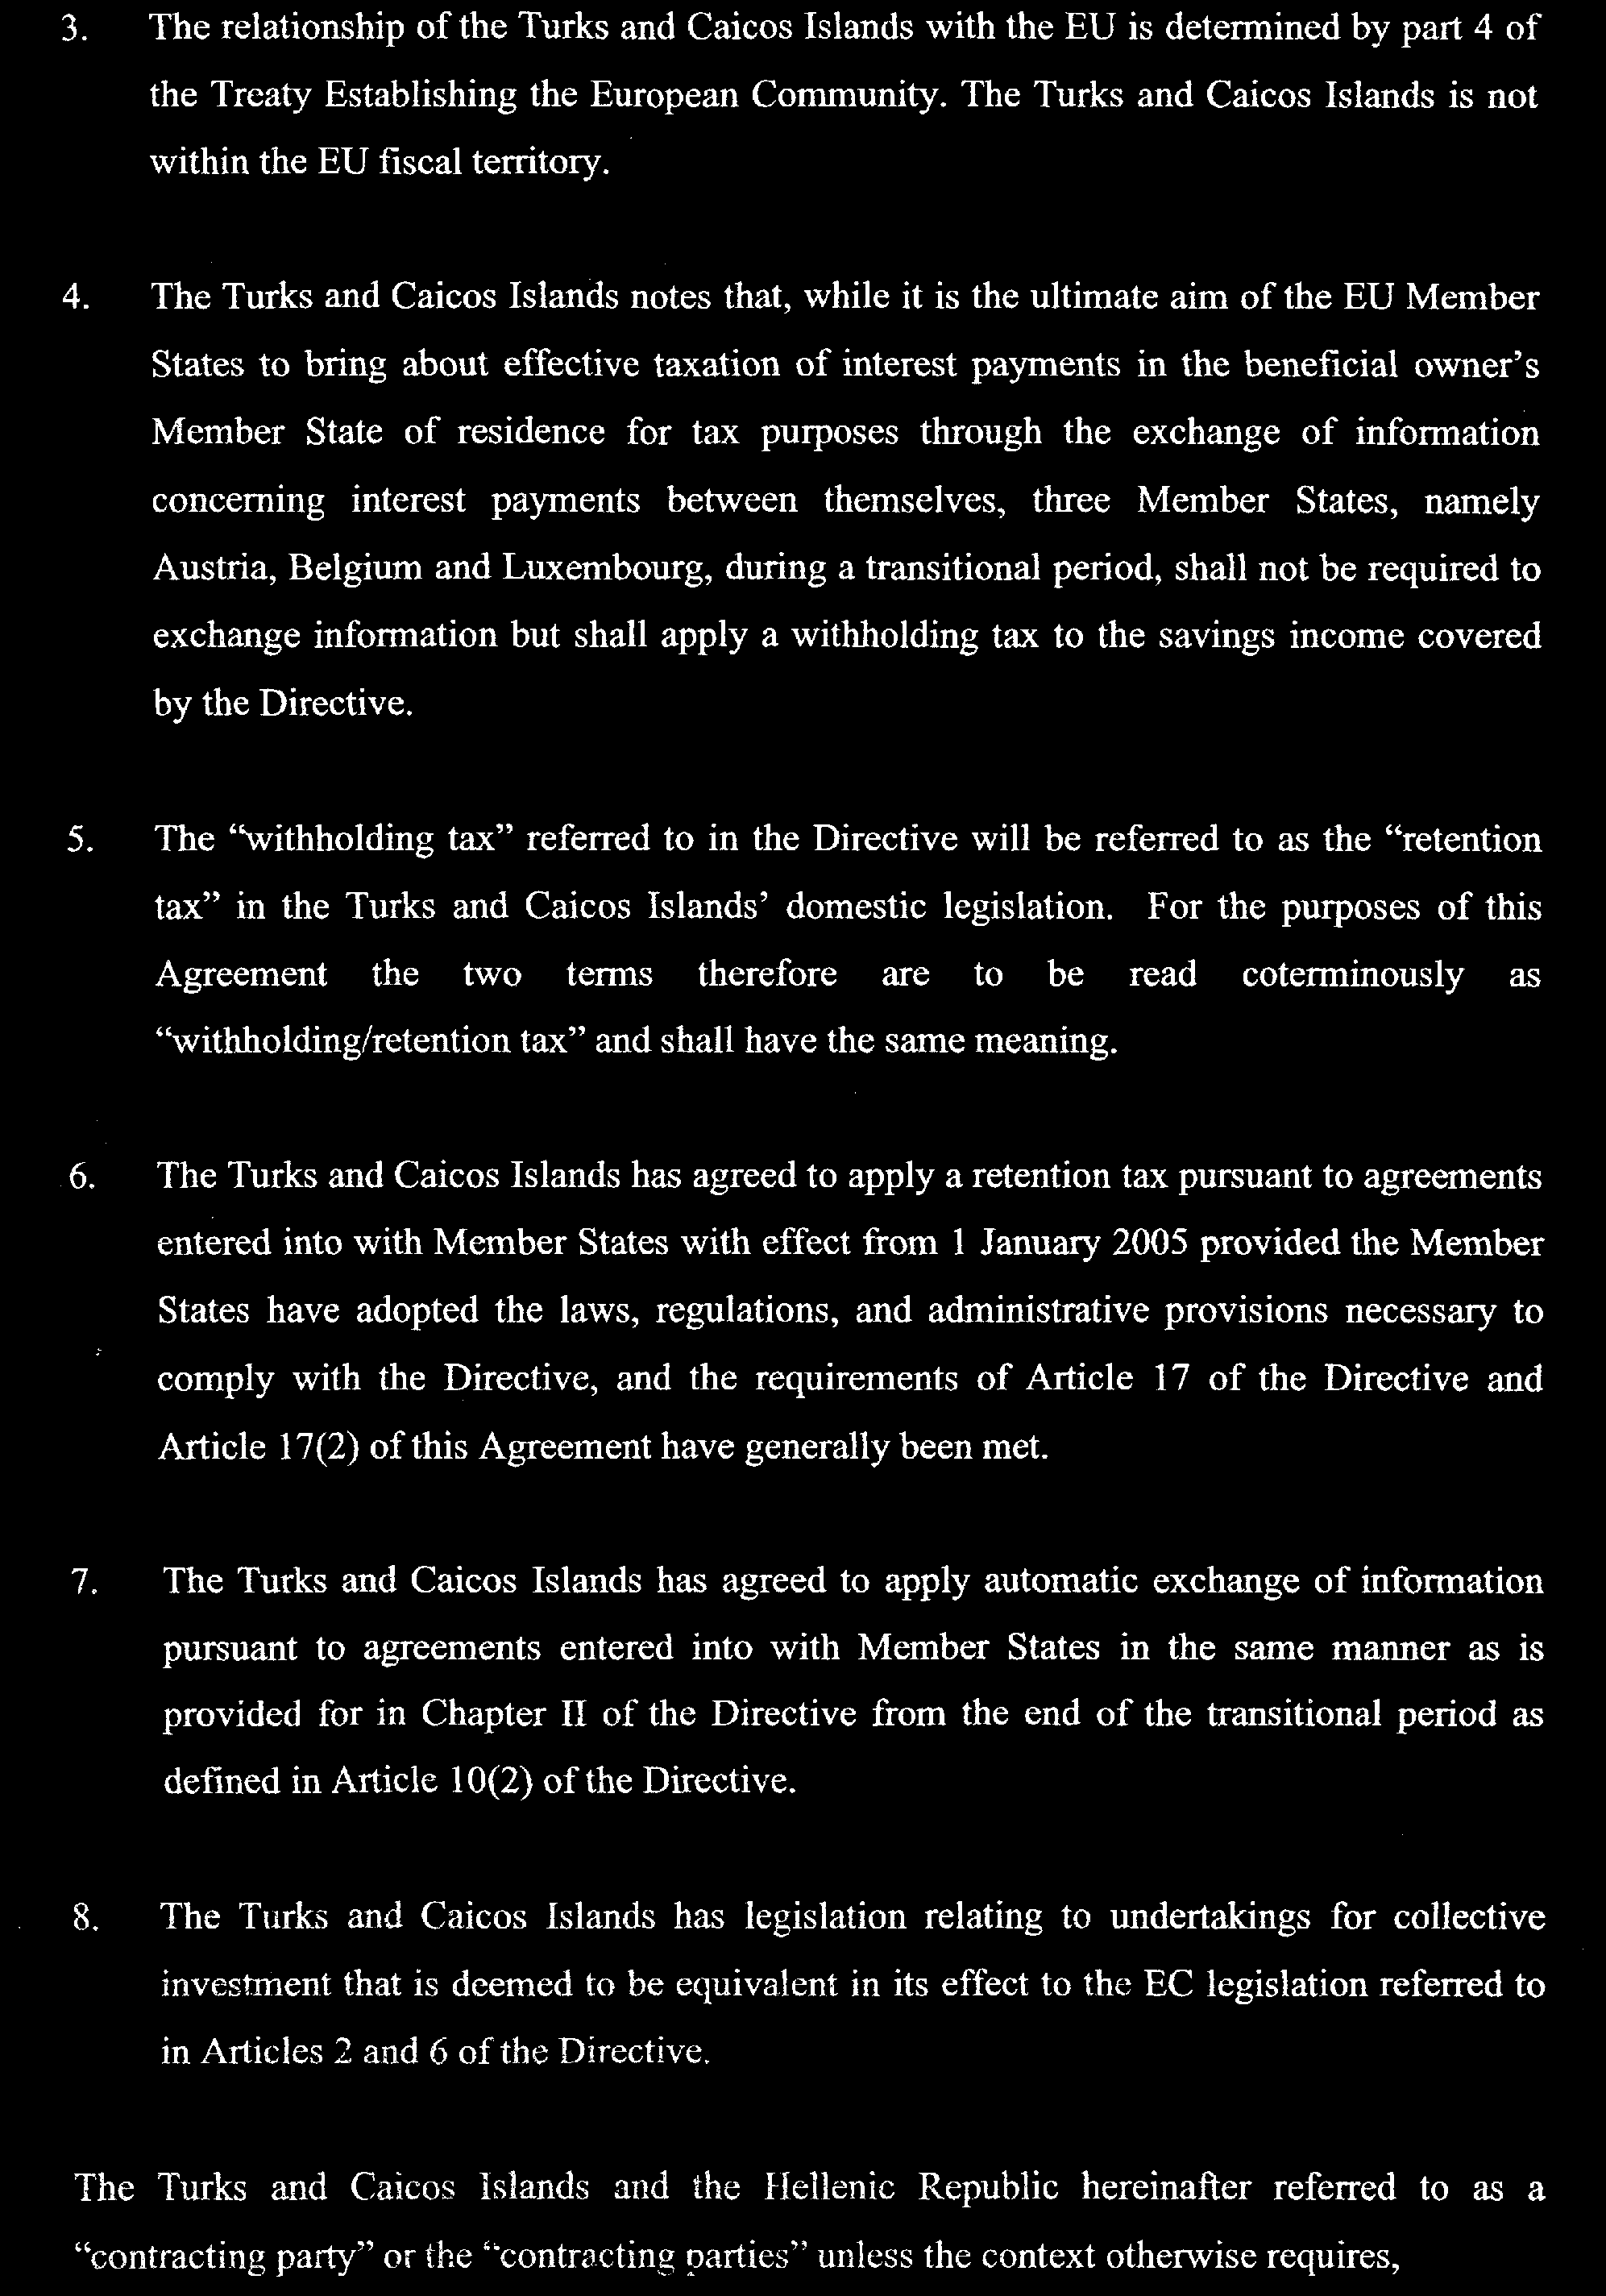 3. The relationship of the Turks and Caicos Islands with the EU is determined by part 4 of
the Treaty Establishing the European Community. The Turks and Caicos Islands is not
within the EU fiscal territory.
4. The Turks and Caicos Islands notes that, while it is the ultimate aim of the EU Member
States to bring about effective taxation of interest payments in the beneficial owner's
Member State of residence for tax purposes through the exchange of information
concerning interest payments between themselves, three Member States, namely
Austria, Belgium and Luxembourg, during a transitional period, shall not be required to
exchange information but shall apply a withholding tax to the savings income covered
by the Directive.
5. The “withholding tax” referred to in the Directive will be referred to as the “retention
tax” in the Turks and Caicos Islands’ domestic legislation. For the purposes of this
Agreement the two terms therefore are to be read coterminously as
“withholding/retention tax” and shall have the same meaning.
6. The Turks and Caicos Islands has agreed to apply a retention tax pursuant to agreements
entered into with Member States with effect from 1 January 2005 provided the Member
States have adopted the laws, regulations, and administrative provisions necessary to
comply with the Directive, and the requirements of Article 17 of the Directive and
Article 17(2) of this Agreement have generally been met.
7. The Turks and Caicos Islands has agreed to apply automatic exchange of information
pursuant to agreements entered into with Member States in the same manner as is
provided for in Chapter II of the Directive from the end of the transitional period as
defined in Article 10(2) of the Directive.
8. The Turks and Caicos Islands has legislation relating to undertakings for collective
investment that is deemed to be equivalent in its effect to the EC legislation referred to
in Articles 2 and 6 of the Directive.
The Turks and Caicos Islands and the Hellenic Republic hereinafter referred to as a
“contracting party” or the “contracting parties” unless the context otherwise requires,